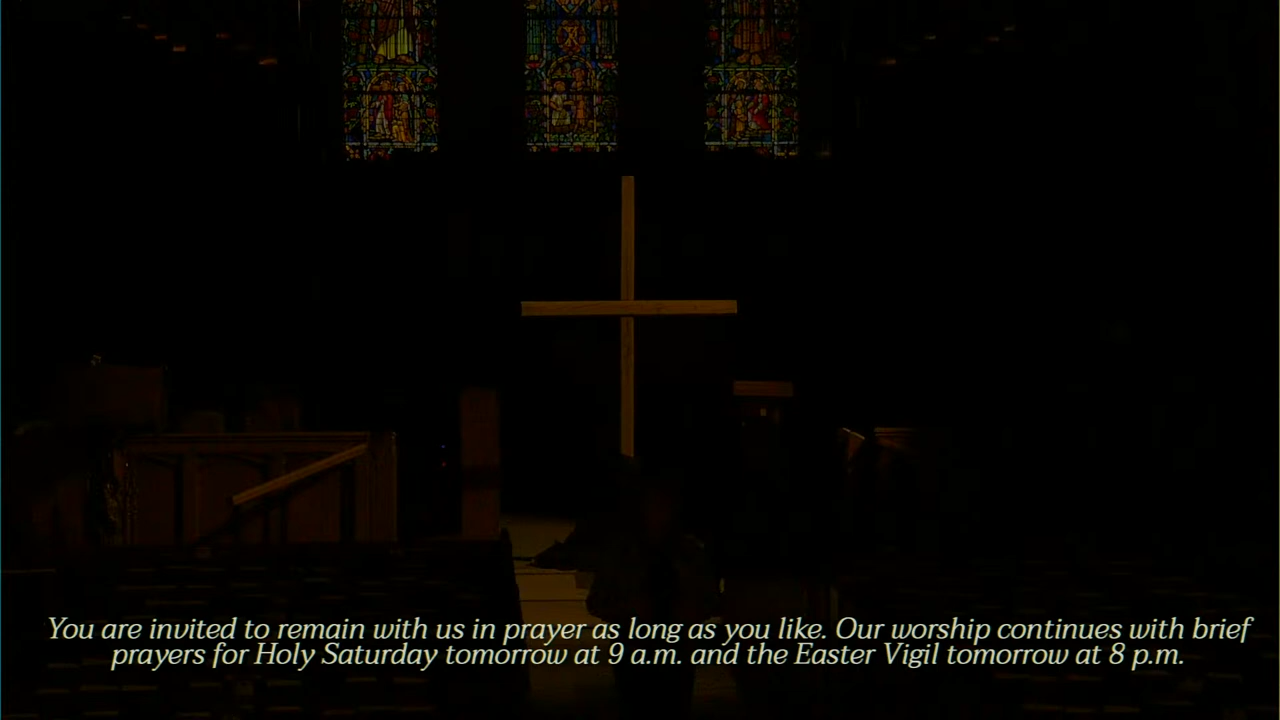 You are invited to remain with us in prayer as long as you like. Our worship continues with brief
prayers for Holy Saturday tomorrow at 9 a.m. and the Easter Vigil tomorrow at 8 p.m.